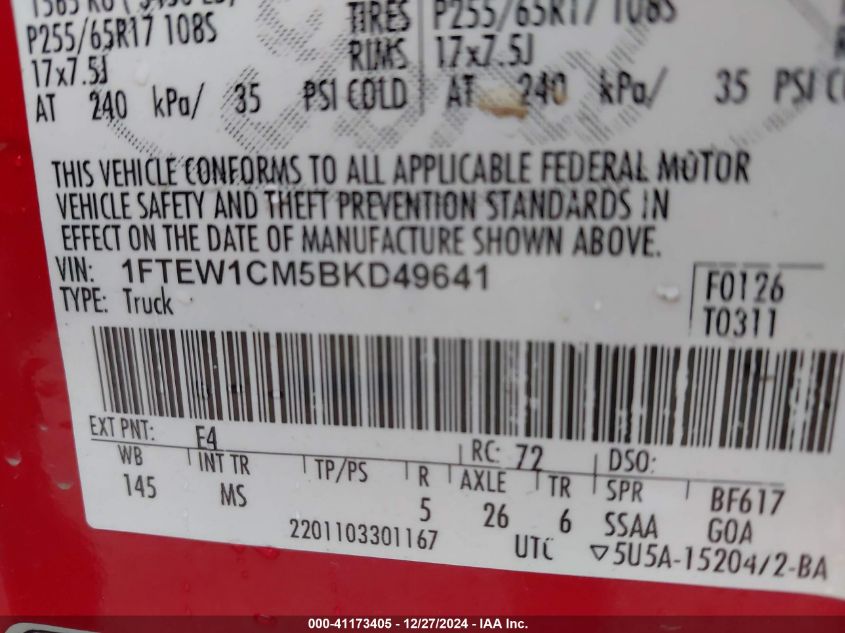 P255/65R17 108S TIRES P255/65R17 108S
17x7.5J RIMS 17x7.5J
AT 240 kPa/ 35 PSI COLD AT 240 kPa/ 35 PSI
THIS VEHICLE CONFORMS TO ALL APPLICABLE FEDERAL MOTOR
VEHICLE SAFETY AND THEFT PREVENTION STANDARDS IN
EFFECT ON THE DATE OF MANUFACTURE SHOWN ABOVE.
VIN: 1FTEW1CM5BKD49641
TYPE: Truck
F0126
T0311
EXT PNT: E4 RC: 72 DSO:
WB INT TR TP/PS R AXLE TR SPR BF617
145 MS 5 26 6 SSAA GOA
2201103301167 UTC ▽5U5A-15204/2-BA
000-41173405 • 12/27/2024 • IAA Inc.